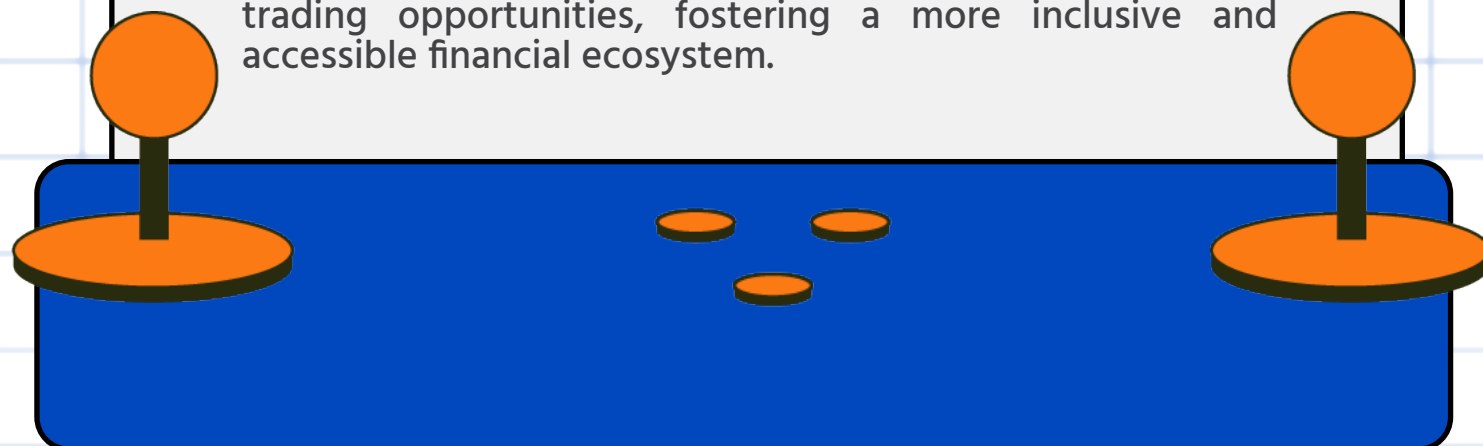 trading opportunities, fostering a more inclusive and
accessible financial ecosystem.